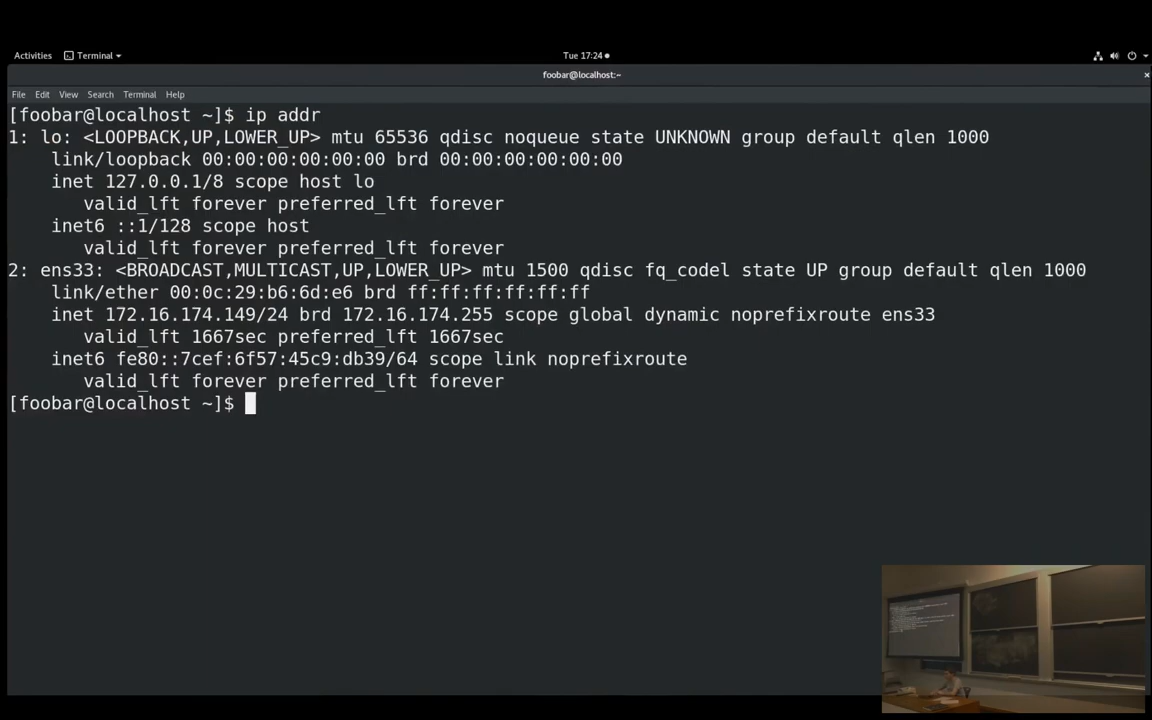 Activities Terminal Tue 17:24
foobar@localhost:~
File Edit View Search Terminal Help
[foobar@localhost ~]$ ip addr
1: lo: <LOOPBACK,UP,LOWER_UP> mtu 65536 qdisc noqueue state UNKNOWN group default qlen 1000
    link/loopback 00:00:00:00:00:00 brd 00:00:00:00:00:00
    inet 127.0.0.1/8 scope host lo
       valid_lft forever preferred_lft forever
    inet6 ::1/128 scope host
       valid_lft forever preferred_lft forever
2: ens33: <BROADCAST,MULTICAST,UP,LOWER_UP> mtu 1500 qdisc fq_codel state UP group default qlen 1000
    link/ether 00:0c:29:b6:6d:e6 brd ff:ff:ff:ff:ff:ff
    inet 172.16.174.149/24 brd 172.16.174.255 scope global dynamic noprefixroute ens33
       valid_lft 1667sec preferred_lft 1667sec
    inet6 fe80::7cef:6f57:45c9:db39/64 scope link noprefixroute
       valid_lft forever preferred_lft forever
[foobar@localhost ~]$